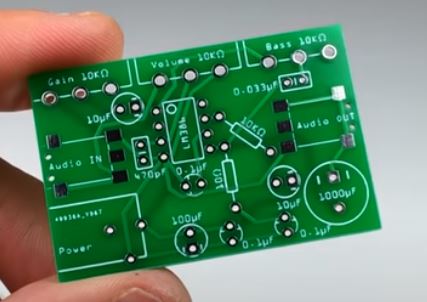 Gain 10KΩ
Volume 10KΩ
Bass 10KΩ
0.033µF
10µF
LM386
10KΩ
Audio OUT
Audio IN
470pF
0.1µF
10Ω
10µF
1000µF
100µF
0.1µF
0.1µF
Power